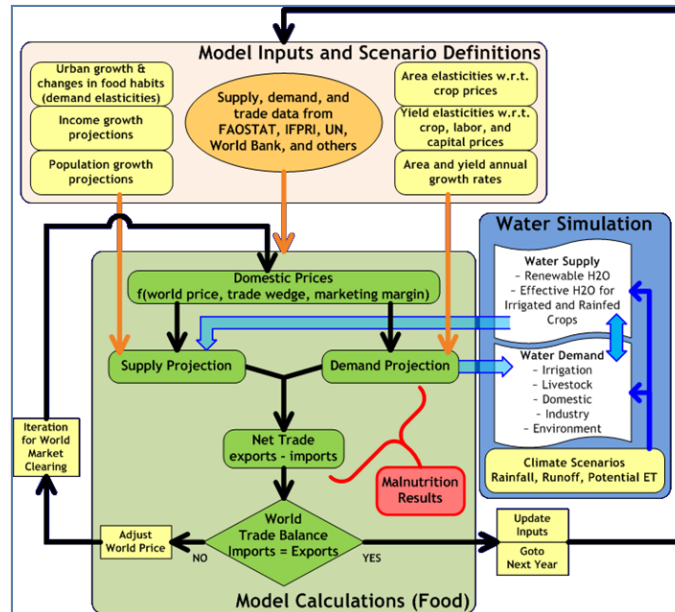 Model Inputs and Scenario Definitions
Urban growth &
changes in food habits
(demand elasticities)
Income growth
projections
Population growth
projections
Supply, demand, and
trade data from
FAOSTAT, IFPRI, UN,
World Bank, and others
Area elasticities w.r.t.
crop prices
Yield elasticities w.r.t.
crop, labor, and
capital prices
Area and yield annual
growth rates
Water Simulation
Water Supply
– Renewable H2O
– Effective H2O for
Irrigated and Rainfed
Crops
Water Demand
– Irrigation
– Livestock
– Domestic
– Industry
– Environment
Climate Scenarios
Rainfall, Runoff, Potential ET
Domestic Prices
f(world price, trade wedge, marketing margin)
Supply Projection
Demand Projection
Net Trade
exports - imports
Malnutrition
Results
Iteration
for World
Market
Clearing
World
Trade Balance
Imports = Exports
Adjust
World Price
NO
YES
Update
Inputs
Goto
Next Year
Model Calculations (Food)